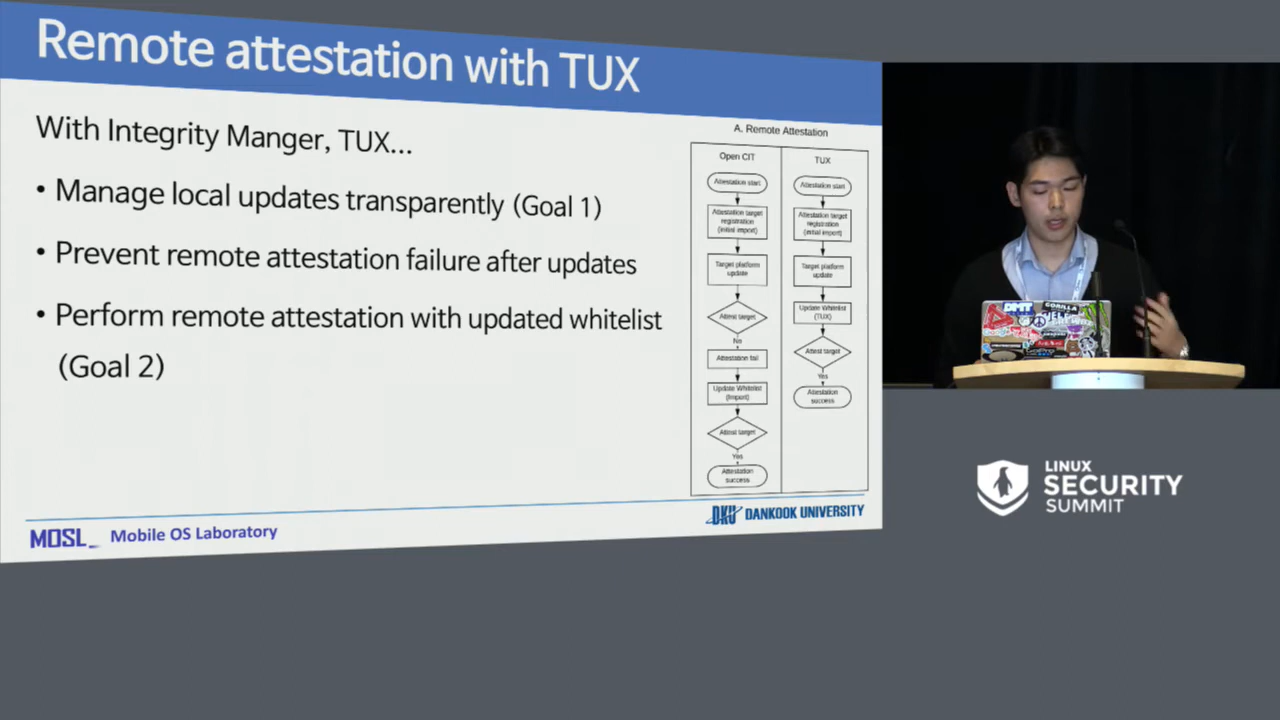 Remote attestation with TUX
With Integrity Manger, TUX...
• Manage local updates transparently (Goal 1)
• Prevent remote attestation failure after updates
• Perform remote attestation with updated whitelist
(Goal 2)
A. Remote Attestation
Open CIT
Attestation start
Attestation target
registration
(initial import)
Target platform
update
Attest target
No
Attestation fail
Update Whitelist
(Import)
Attest target
Yes
Attestation
success
TUX
Attestation start
Attestation target
registration
(initial import)
Target platform
update
Update Whitelist
(TUX)
Attest target
Yes
Attestation
success
MOSL_ Mobile OS Laboratory
DKU DANKOOK UNIVERSITY
GORILLA
GoPro
LINUX
SECURITY
SUMMIT